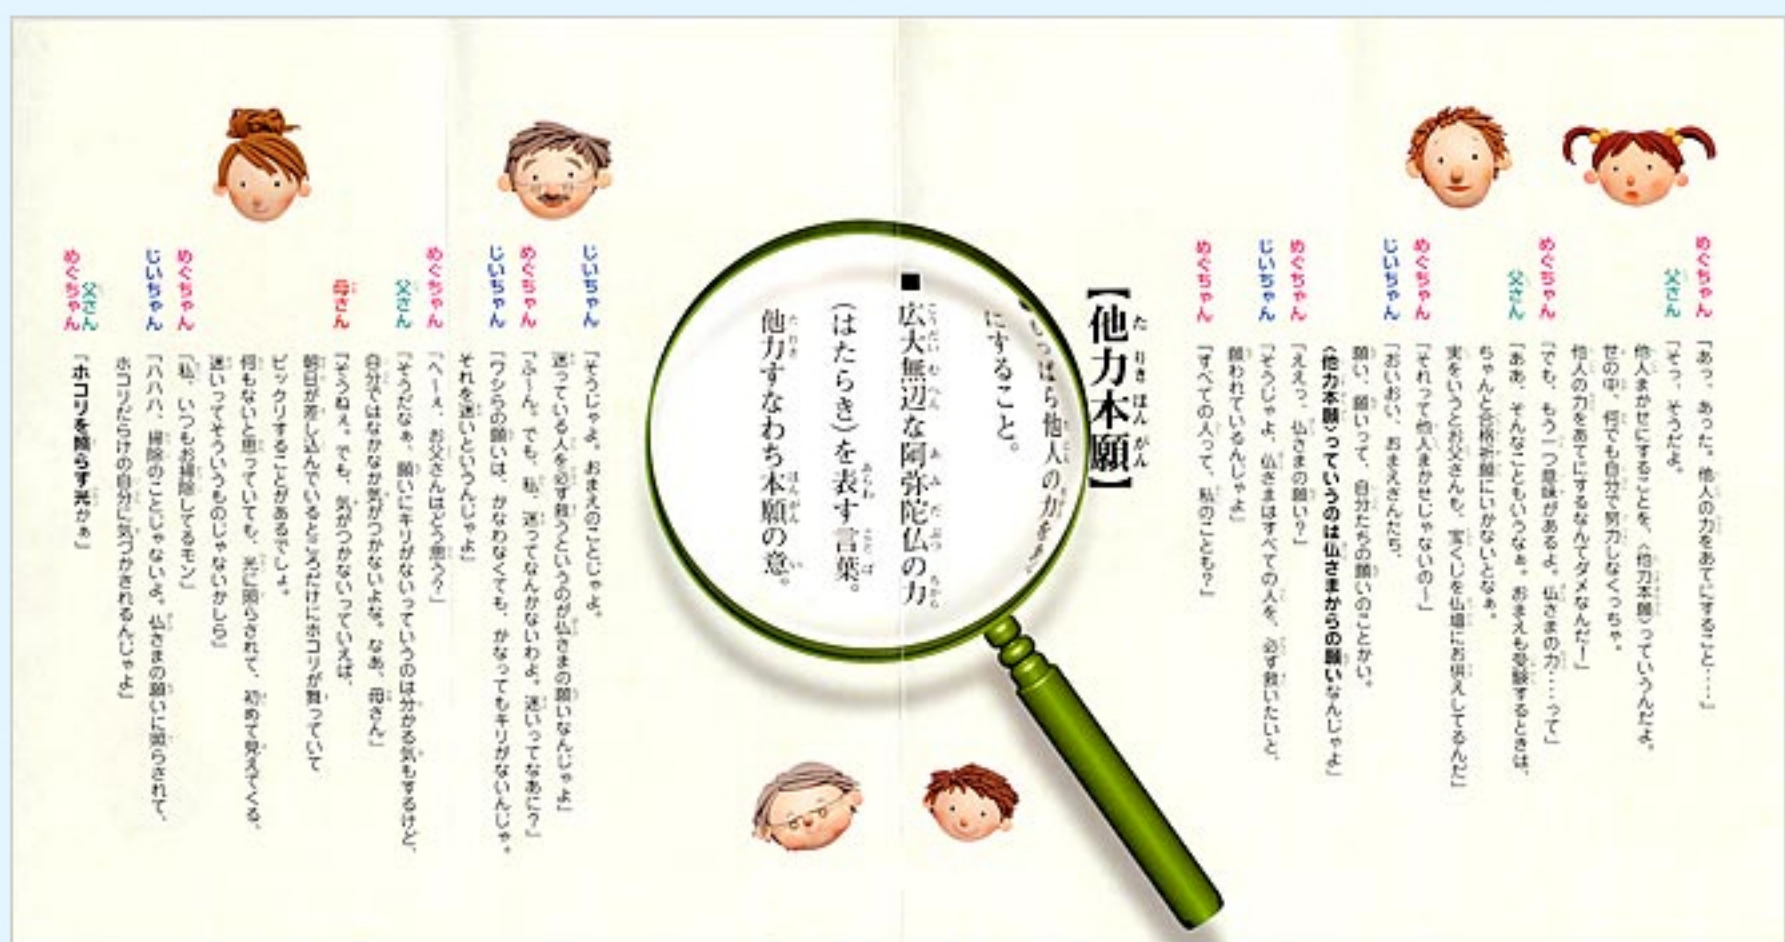 めぐちゃん「あっ、あった。他人の力をあてにすること……」
父さん「そっ、そうだよ。
他人まかせにすることを、〈他力本願〉っていうんだよ。
世の中、何でも自分で努力しなくっちゃ。
他人の力をあてにするなんてダメなんだー」
めぐちゃん「でも、もう一つ意味があるよ。仏さまの力……って」
父さん「ああ、そんなこともいうなぁ。おまえも受験するときは、
ちゃんと合格祈願にいかないとなぁ。
実をいうとお父さんも、宝くじを仏壇にお供えしてるんだ」
めぐちゃん「それって他人まかせじゃないの〜」
じいちゃん「おいおい、おまえさんたち、
願い、願いって、自分たちの願いのことかい。
〈他力本願〉っていうのは仏さまからの願いなんじゃよ」
めぐちゃん「ええっ、仏さまの願い？」
じいちゃん「そうじゃよ、仏さまはすべての人を、必ず救いたいと、
願われているんじゃよ」
めぐちゃん「すべての人って、私のことも？」
【他力本願】
たりきほんがん
もっぱら他人の力を
にすること。
■広大無辺な阿弥陀仏の力
(はたらき)を表す言葉。
他力すなわち本願の意。
じいちゃん「そうじゃよ。おまえのことじゃよ。
迷っている人を必ず救うというのが仏さまの願いなんじゃよ」
めぐちゃん「ふーん。でも、私、迷ってなんかないわよ。迷いってなあに？」
じいちゃん「ワシらの願いは、かなわなくても、かなってもキリがないんじゃ。
それを迷いというんじゃよ」
めぐちゃん「へーぇ、お父さんはどう思う？」
父さん「そうだなぁ、願いにキリがないっていうのは分かる気もするけど、
自分ではなかなか気がつかないよな。なあ、母さん」
母さん「そうねぇ。でも、気がつかないっていえば、
朝日が差し込んでいるところだけにホコリが舞っていて
ビックリすることがあるでしょ。
何もないと思っていても、光に照らされて、初めて見えてくる、
迷いってそういうものじゃないかしら」
めぐちゃん「私、いつもお掃除してるモン」
じいちゃん「ハハハ、掃除のことじゃないよ。仏さまの願いに照らされて、
ホコリだらけの自分に気づかされるんじゃよ」
父さん
めぐちゃん「ホコリを照らす光かぁ」